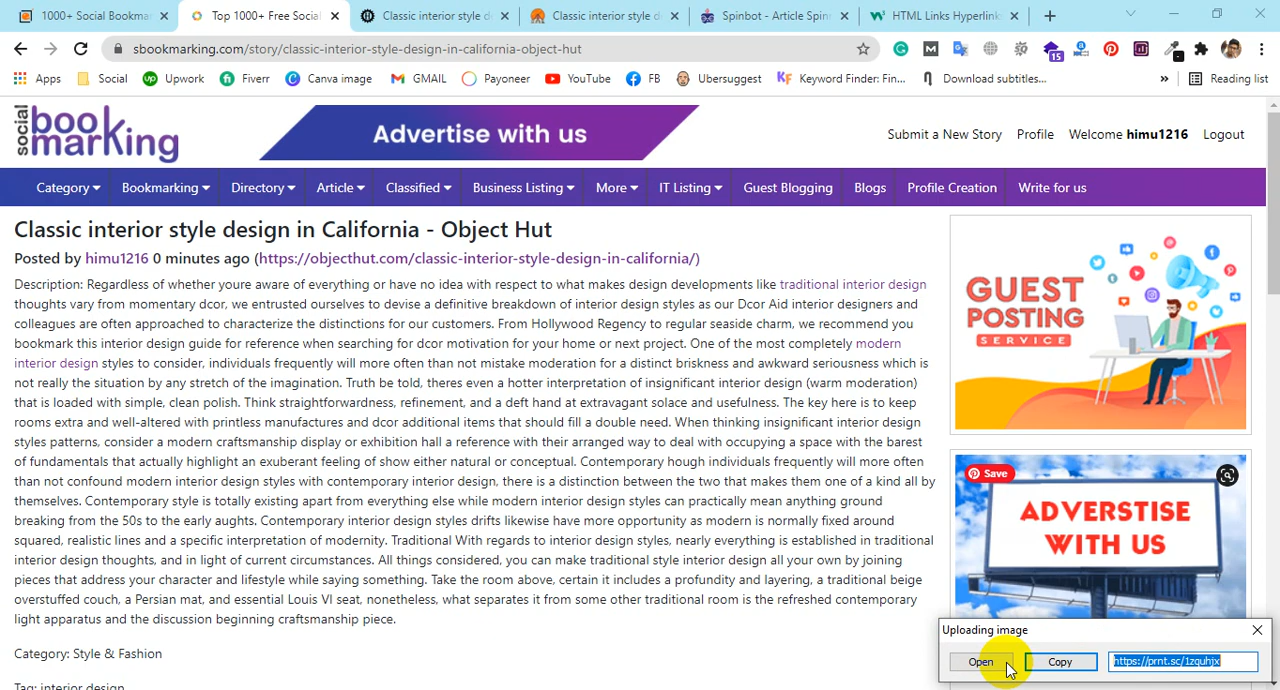 1000+ Social Bookma
Top 1000+ Free Social
Classic interior style d
Classic interior style d
Spinbot - Article Spin
HTML Links Hyperlink
sbookmarking.com/story/classic-interior-style-design-in-california-object-hut
15
Apps
Social
Upwork
Fiverr
Canva image
GMAIL
Payoneer
YouTube
FB
Ubersuggest
Keyword Finder: Fin...
Download subtitles...
»
Reading list
social
boo
marking
Advertise with us
Submit a New Story
Profile
Welcome himu1216
Logout
Category
Bookmarking
Directory
Article
Classified
Business Listing
More
IT Listing
Guest Blogging
Blogs
Profile Creation
Write for us
Classic interior style design in California - Object Hut
Posted by himu1216 0 minutes ago (https://objecthut.com/classic-interior-style-design-in-california/)
Description: Regardless of whether youre aware of everything or have no idea with respect to what makes design developments like traditional interior design
thoughts vary from momentary dcor, we entrusted ourselves to devise a definitive breakdown of interior design styles as our Dcor Aid interior designers and
colleagues are often approached to characterize the distinctions for our customers. From Hollywood Regency to regular seaside charm, we recommend you
bookmark this interior design guide for reference when searching for dcor motivation for your home or next project. One of the most completely modern
interior design styles to consider, individuals frequently will more often than not mistake moderation for a distinct briskness and awkward seriousness which is
not really the situation by any stretch of the imagination. Truth be told, theres even a hotter interpretation of insignificant interior design (warm moderation)
that is loaded with simple, clean polish. Think straightforwardness implanted with and a deft hand at extravagant solace and usefulness. The key here is to keep
rooms extra and well-altered with printless manufactures and dcor additional items that should fill a double need. When thinking insignificant interior design
styles patterns, consider a modern craftsmanship display or exhibition hall a reference with their arranged way to deal with occupying a space with the barest
of fundamentals that actually highlight an exuberant feeling of show either natural or conceptual. Contemporary hough individuals frequently will more often
than not confound modern interior design styles with contemporary interior design, there is a distinction between the two that makes them one of a kind all by
themselves. Contemporary style is totally existing apart from everything else while modern interior design styles can practically mean anything ground
breaking from the 50s to the early aughts. Contemporary interior design styles drifts likewise have more opportunity as modern is normally fixed around
squared, realistic lines and a specific interpretation of modernity. Traditional With regards to interior design styles, nearly everything is established in traditional
interior design thoughts, and in light of current circumstances. All things considered, you can make traditional style interior design all your own by joining
pieces that address your character and lifestyle while saying something. Take the room above, certain it includes a profundity and layering, a traditional beige
overstuffed couch, a Persian mat, and essential Louis VI seat, nonetheless, what separates it from some other traditional room is the refreshed contemporary
light apparatus and the discussion beginning craftsmanship piece.
Category: Style & Fashion
Tag: interior design
GUEST
POSTING
SERVICE
Save
ADVERSTISE
WITH US
Uploading image
Open
Copy
https://prnt.sc/1zquhjx